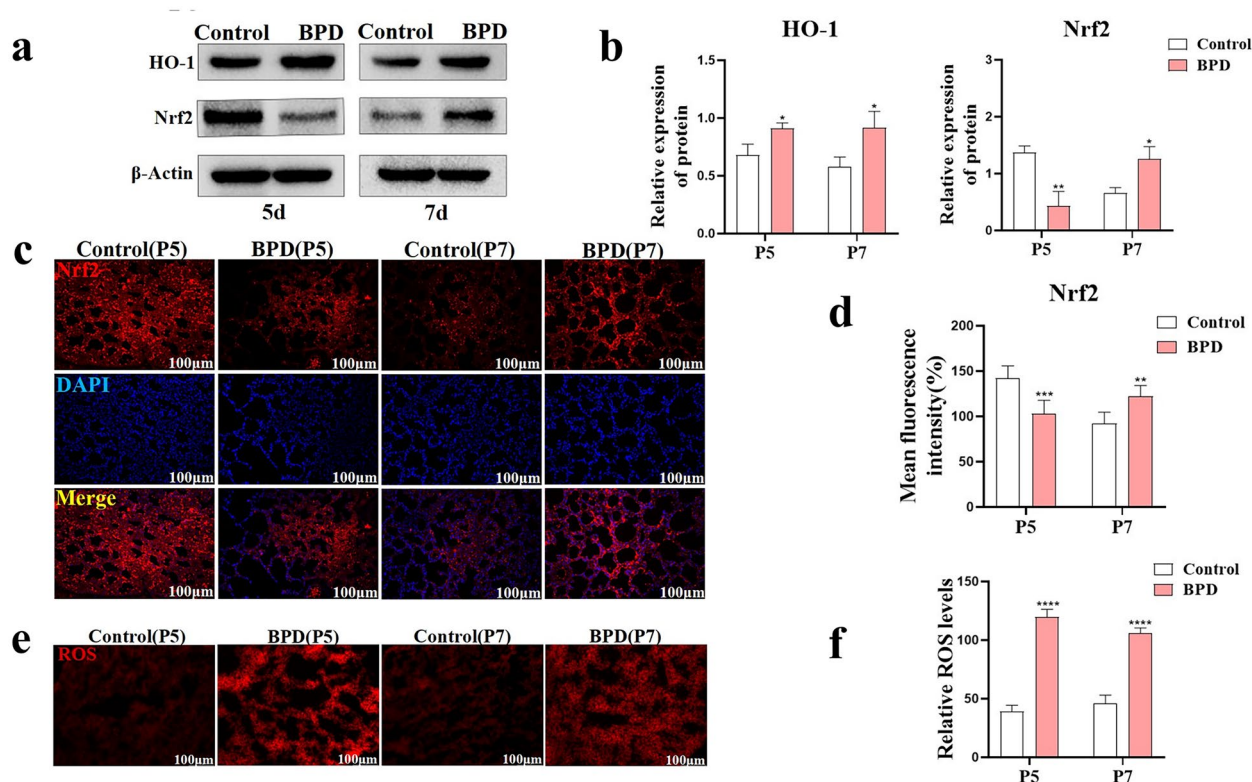 a
Control BPD
Control BPD
HO-1
Nrf2
β-Actin
5d
7d
b
HO-1
Relative expression
of protein
1.5
1.0
0.5
0.0
*
*
P5
P7
Nrf2
Control
BPD
Relative expression
of protein
3
2
1
0
**
*
P5
P7
c
Control(P5)
BPD(P5)
Control(P7)
BPD(P7)
Nrf2
100μm
100μm
100μm
100μm
DAPI
100μm
100μm
100μm
100μm
Merge
100μm
100μm
100μm
100μm
d
Nrf2
Control
BPD
Mean fluorescence
intensity(%)
200
150
100
50
0
***
**
P5
P7
e
Control(P5)
BPD(P5)
Control(P7)
BPD(P7)
ROS
100μm
100μm
100μm
100μm
f
Control
BPD
Relative ROS levels
150
100
50
0
****
****
P5
P7